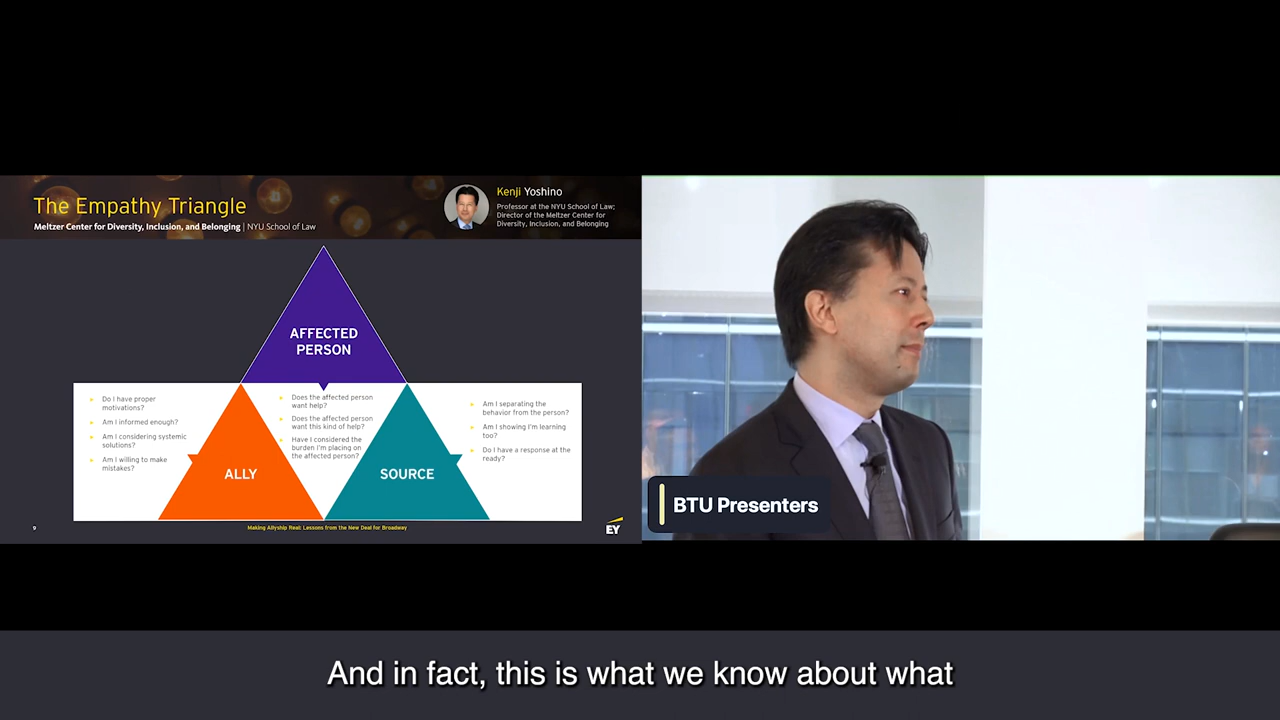 The Empathy Triangle
Meltzer Center for Diversity, Inclusion, and Belonging | NYU School of Law
Kenji Yoshino
Professor at the NYU School of Law;
Director of the Meltzer Center for
Diversity, Inclusion, and Belonging
AFFECTED
PERSON
Do I have proper
motivations?
Am I informed enough?
Am I considering systemic
solutions?
Am I willing to make
mistakes?
ALLY
Does the affected person
want help?
Does the affected person
want this kind of help?
Have I considered the
burden I'm placing on
the affected person?
SOURCE
Am I separating the
behavior from the person?
Am I showing I'm learning
too?
Do I have a response at the
ready?
9
Making Allyship Real: Lessons from the New Deal for Broadway
EY
BTU Presenters
And in fact, this is what we know about what